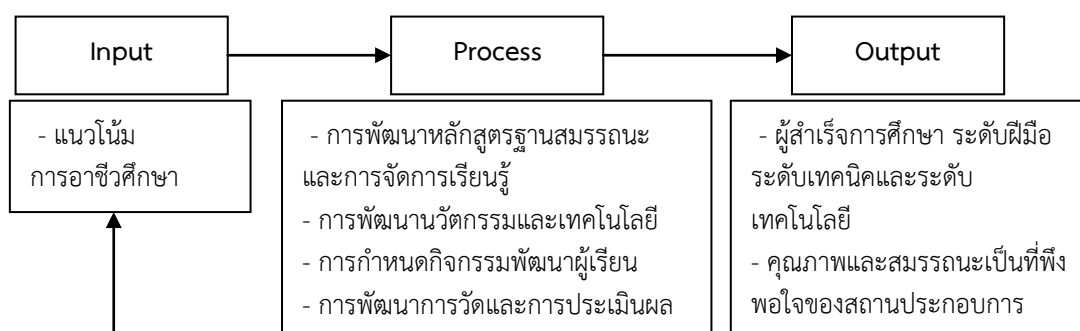 Input
Process
Output
- แนวโน้ม
การอาชีวศึกษา
- การพัฒนาหลักสูตรฐานสมรรถนะ
และการจัดการเรียนรู้
- การพัฒนานวัตกรรมและเทคโนโลยี
- การกำหนดกิจกรรมพัฒนาผู้เรียน
- การพัฒนาการวัดและการประเมินผล
- ผู้สำเร็จการศึกษา ระดับฝีมือ
ระดับเทคนิคและระดับ
เทคโนโลยี
- คุณภาพและสมรรถนะเป็นที่พึง
พอใจของสถานประกอบการ